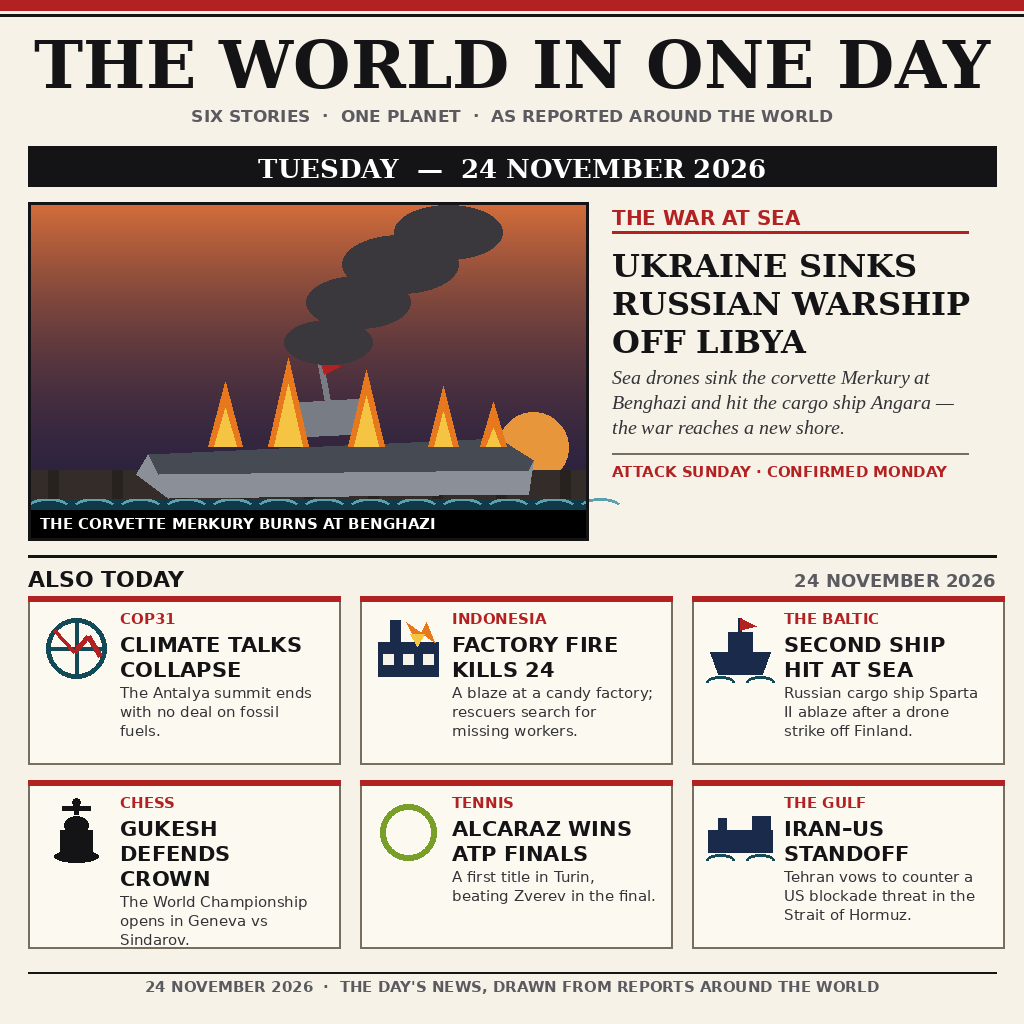 THE WORLD IN ONE DAY
SIX STORIES · ONE PLANET · AS REPORTED AROUND THE WORLD
TUESDAY — 24 NOVEMBER 2026
THE CORVETTE MERKURY BURNS AT BENGHAZI
THE WAR AT SEA
UKRAINE SINKS
RUSSIAN WARSHIP
OFF LIBYA
Sea drones sink the corvette Merkury at
Benghazi and hit the cargo ship Angara —
the war reaches a new shore.
ATTACK SUNDAY · CONFIRMED MONDAY
ALSO TODAY
24 NOVEMBER 2026
COP31
CLIMATE TALKS
COLLAPSE
The Antalya summit ends
with no deal on fossil
fuels.
INDONESIA
FACTORY FIRE
KILLS 24
A blaze at a candy factory;
rescuers search for
missing workers.
THE BALTIC
SECOND SHIP
HIT AT SEA
Russian cargo ship Sparta
II ablaze after a drone
strike off Finland.
CHESS
GUKESH
DEFENDS
CROWN
The World Championship
opens in Geneva vs
Sindarov.
TENNIS
ALCARAZ WINS
ATP FINALS
A first title in Turin,
beating Zverev in the final.
THE GULF
IRAN–US
STANDOFF
Tehran vows to counter a
US blockade threat in the
Strait of Hormuz.
24 NOVEMBER 2026 · THE DAY'S NEWS, DRAWN FROM REPORTS AROUND THE WORLD